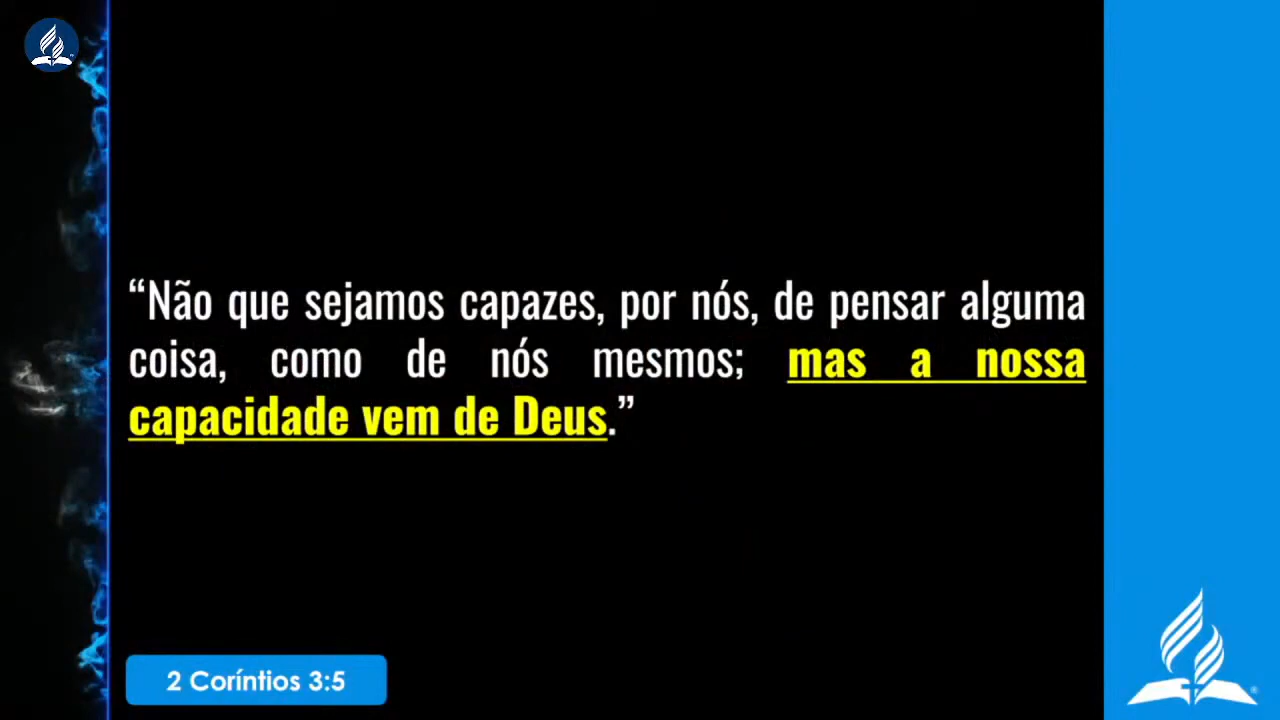 “Não que sejamos capazes, por nós, de pensar alguma
coisa, como de nós mesmos; mas a nossa
capacidade vem de Deus.”
2 Coríntios 3:5